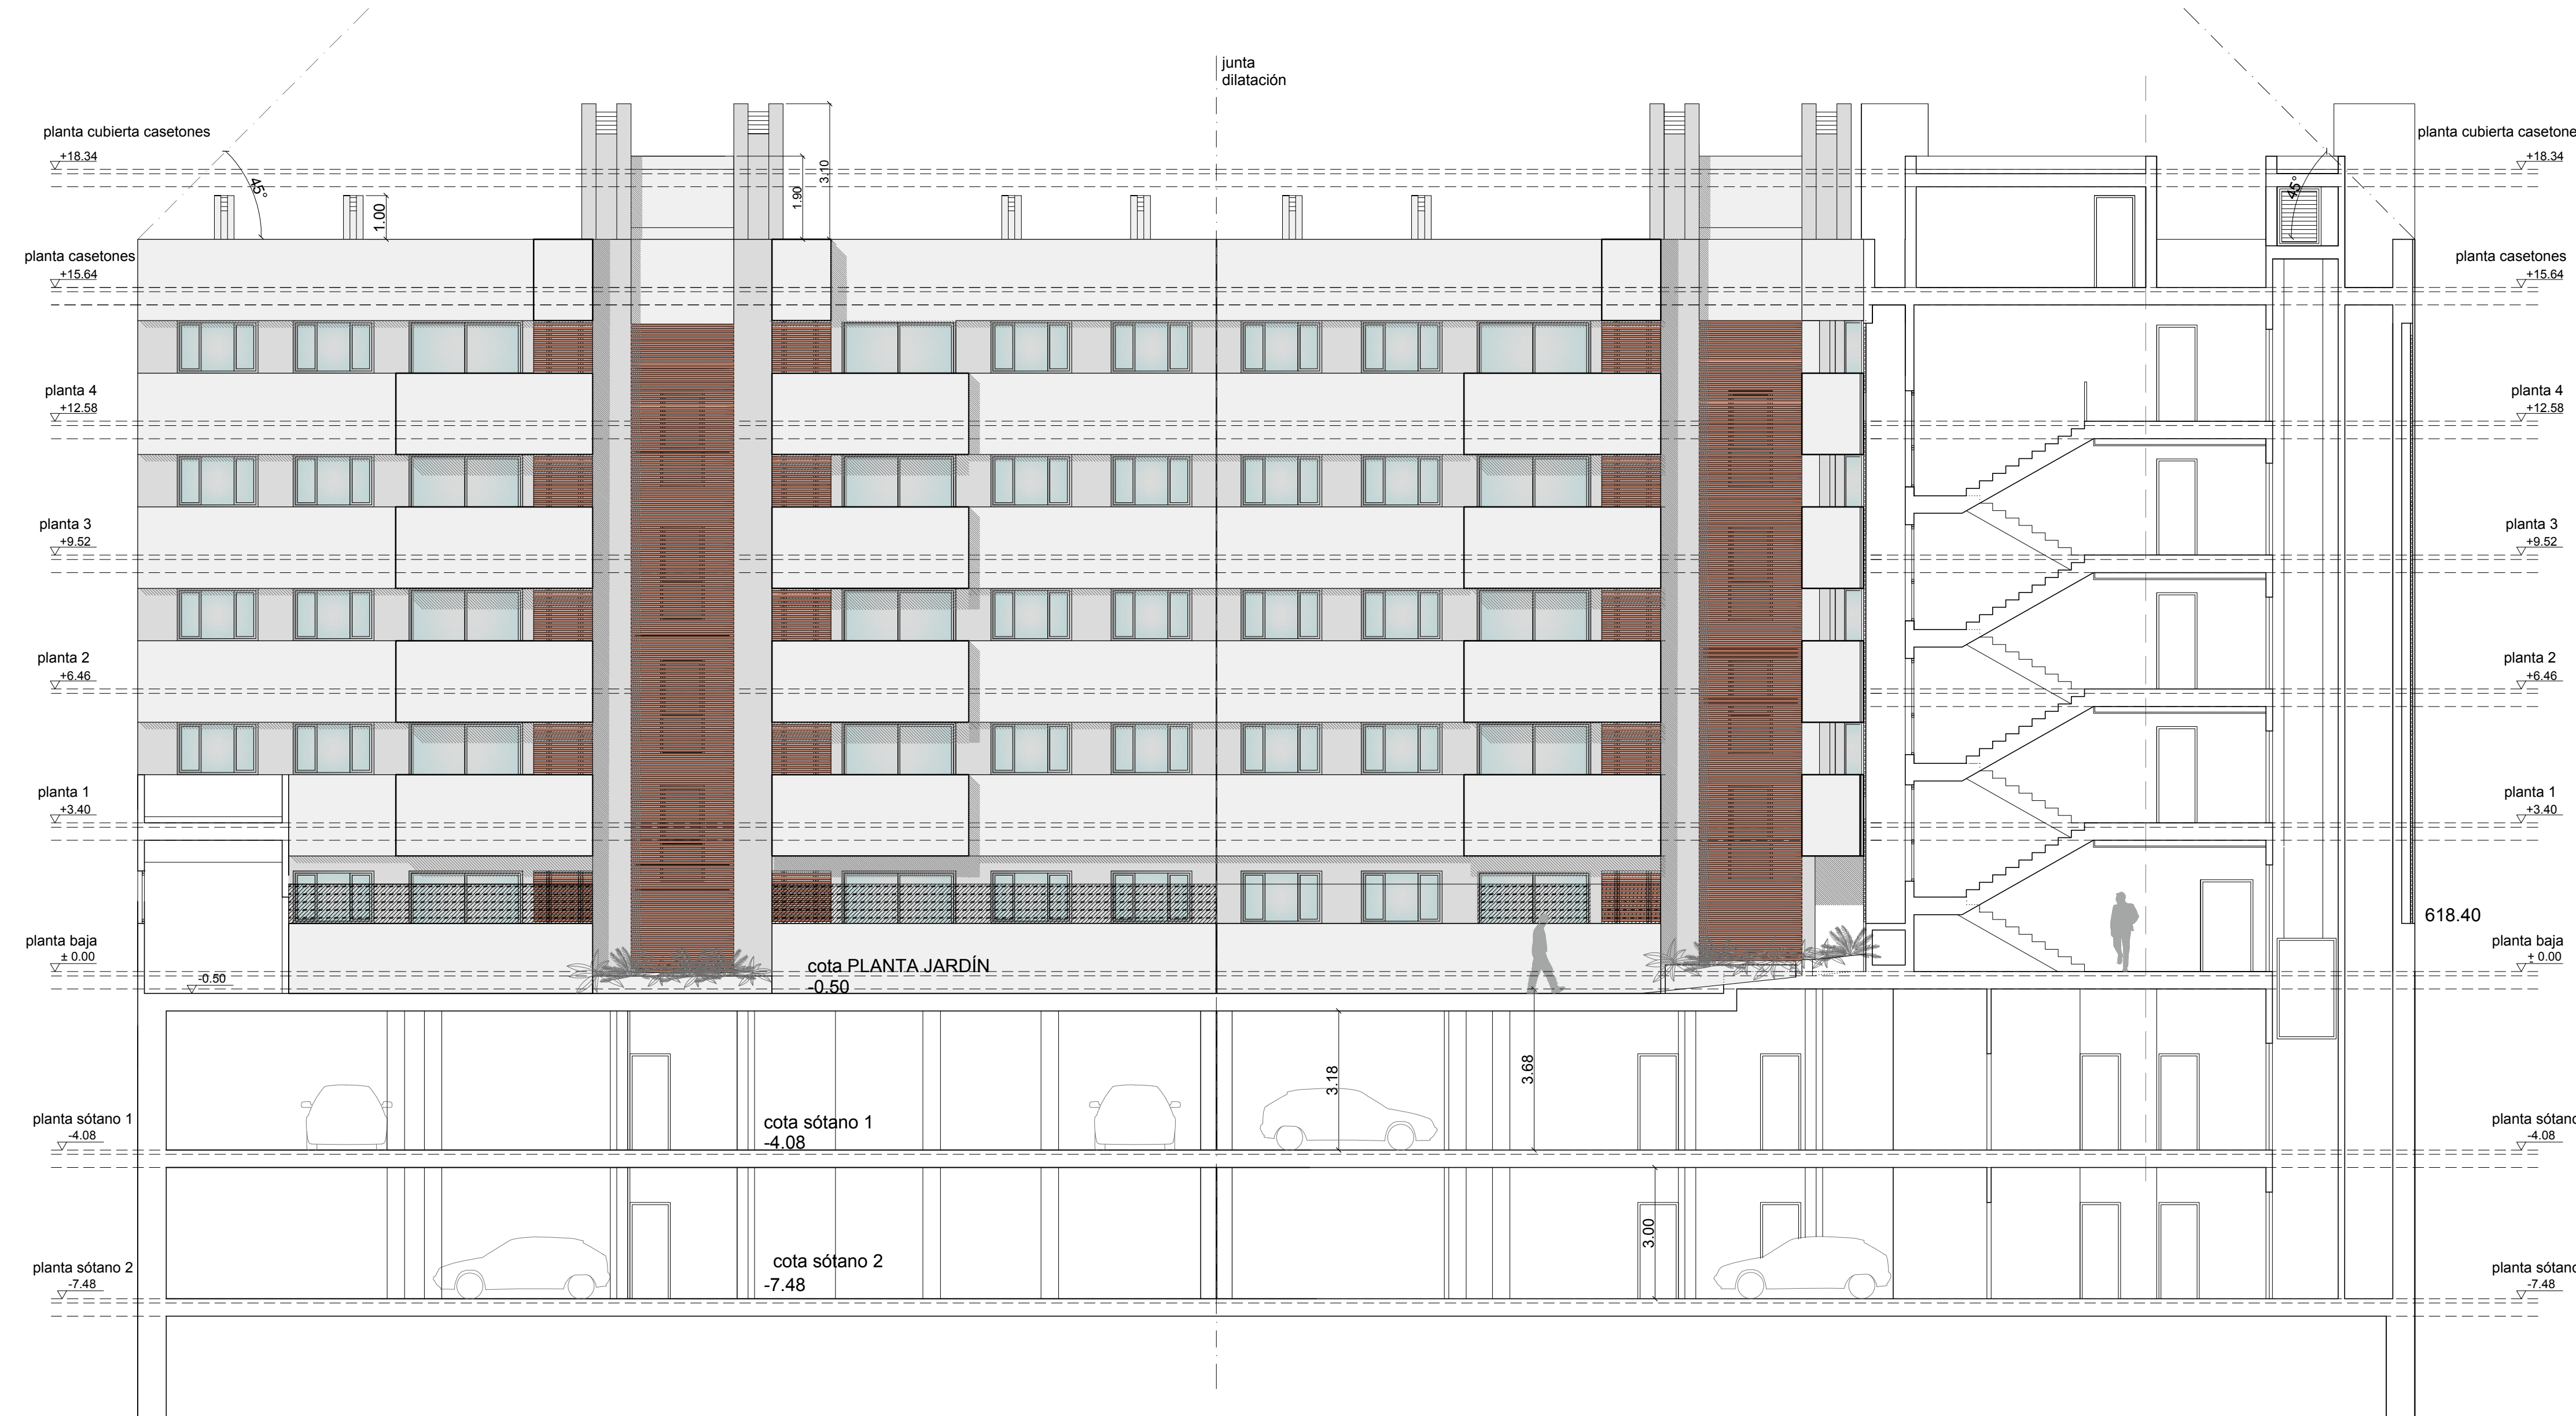 junta
dilatación
planta cubierta casetones
+18.34
45°
1.00
1.90
3.10
planta cubierta casetone
+18.34
45°
planta casetones
+15.64
planta casetones
+15.64
planta 4
+12.58
planta 4
+12.58
planta 3
+9.52
planta 3
+9.52
planta 2
+6.46
planta 2
+6.46
planta 1
+3.40
planta 1
+3.40
618.40
planta baja
± 0.00
-0.50
cota PLANTA JARDÍN
-0.50
planta baja
± 0.00
3.18
3.68
planta sótano 1
-4.08
cota sótano 1
-4.08
planta sótano
-4.08
3.00
planta sótano 2
-7.48
cota sótano 2
-7.48
planta sótano
-7.48